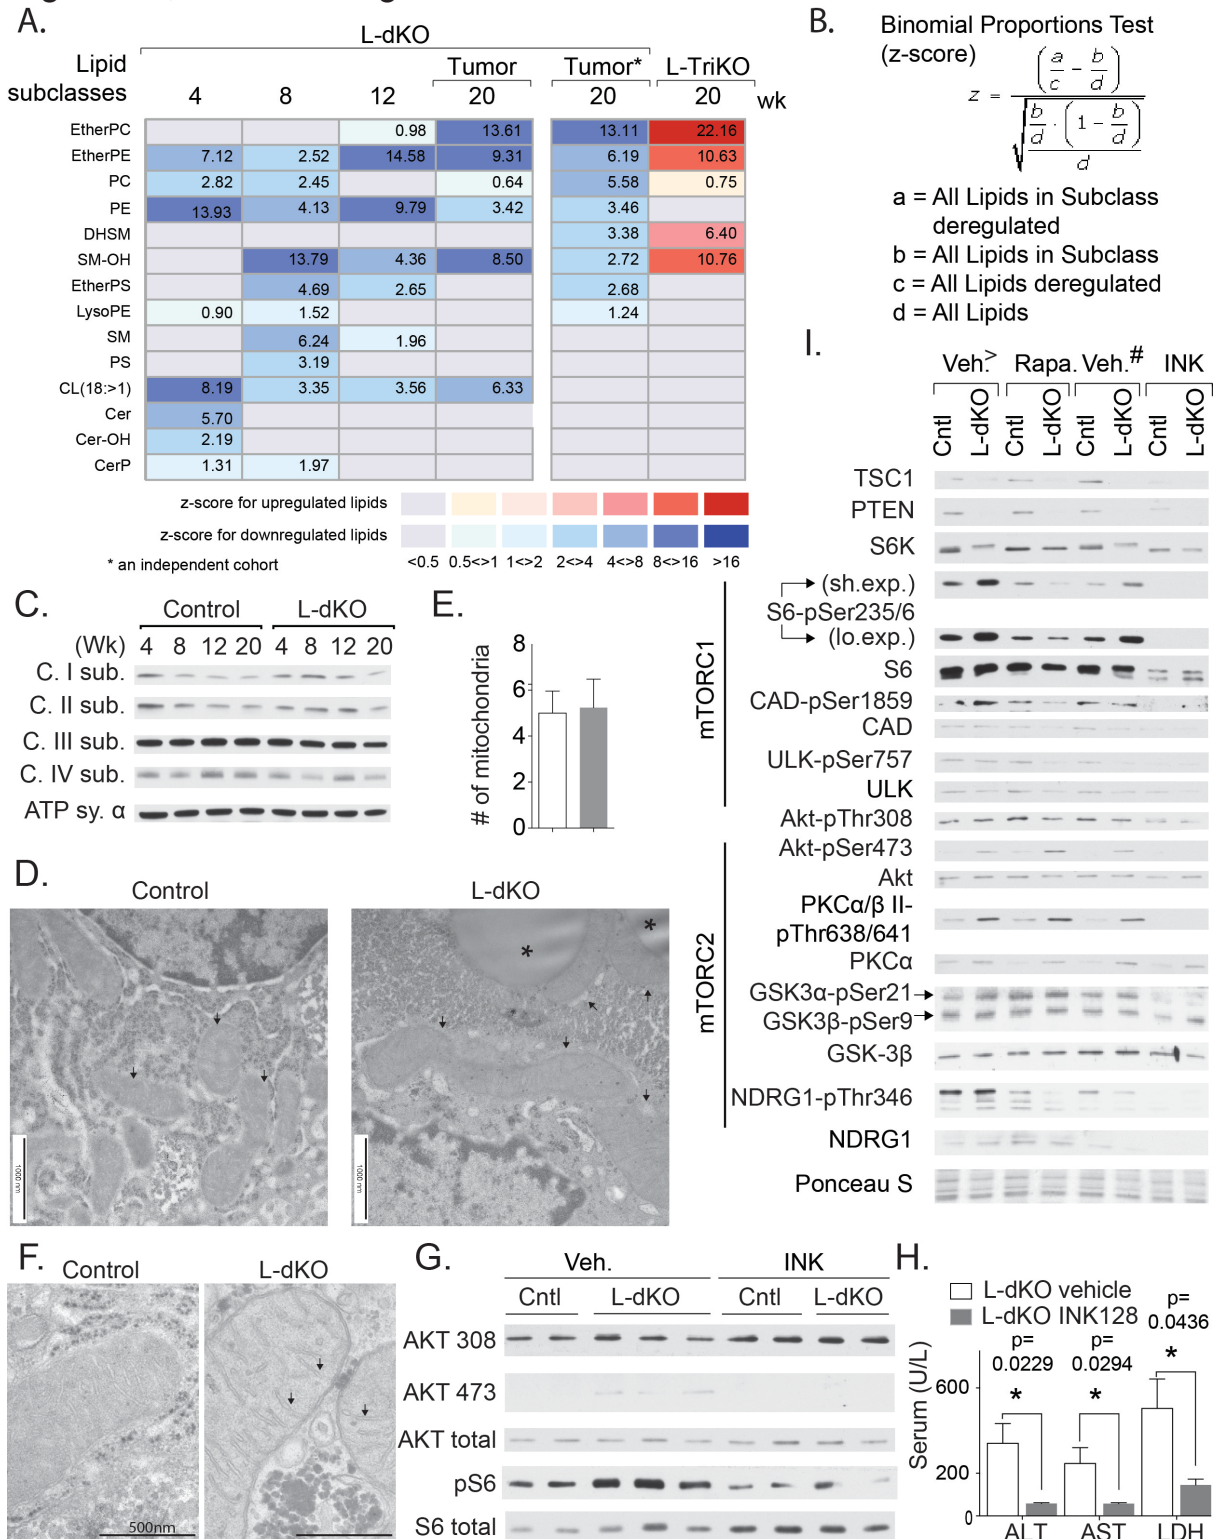 A.
L-dKO
Lipid subclasses
Tumor Tumor* L-TriKO
4 8 12 20 20 20 wk
EtherPC 0.98 13.61 13.11 22.16
EtherPE 7.12 2.52 14.58 9.31 6.19 10.63
PC 2.82 2.45 0.64 5.58 0.75
PE 13.93 4.13 9.79 3.42 3.46
DHSM 3.38 6.40
SM-OH 13.79 4.36 8.50 2.72 10.76
EtherPS 4.69 2.65 2.68
LysoPE 0.90 1.52 1.24
SM 6.24 1.96
PS 3.19
CL(18:>1) 8.19 3.35 3.56 6.33
Cer 5.70
Cer-OH 2.19
CerP 1.31 1.97
z-score for upregulated lipids
z-score for downregulated lipids
* an independent cohort <0.5 0.5<>1 1<>2 2<>4 4<>8 8<>16 >16
B.
Binomial Proportions Test
(z-score)
z = (a/c - b/d) / √(b/d · (1 - b/d) / d)
a = All Lipids in Subclass
deregulated
b = All Lipids in Subclass
c = All Lipids deregulated
d = All Lipids
C.
Control L-dKO
(Wk) 4 8 12 20 4 8 12 20
C. I sub.
C. II sub.
C. III sub.
C. IV sub.
ATP sy. α
D.
Control L-dKO
* *
1000 nm 1000 nm
E.
# of mitochondria
8
6
4
2
0
F.
Control L-dKO
500nm
G.
Veh. INK
Cntl L-dKO Cntl L-dKO
AKT 308
AKT 473
AKT total
pS6
S6 total
H.
L-dKO vehicle
L-dKO INK128
p= 0.0229
p= 0.0294
p= 0.0436
* * *
Serum (U/L)
600
200
0
ALT AST LDH
I.
Veh.> Rapa. Veh.# INK
Cntl L-dKO Cntl L-dKO Cntl L-dKO Cntl L-dKO
TSC1
PTEN
S6K
mTORC1
(sh.exp.)
S6-pSer235/6
(lo.exp.)
S6
CAD-pSer1859
CAD
ULK-pSer757
ULK
Akt-pThr308
mTORC2
Akt-pSer473
Akt
PKCα/β II-
pThr638/641
PKCα
GSK3α-pSer21
GSK3β-pSer9
GSK-3β
NDRG1-pThr346
NDRG1
Ponceau S